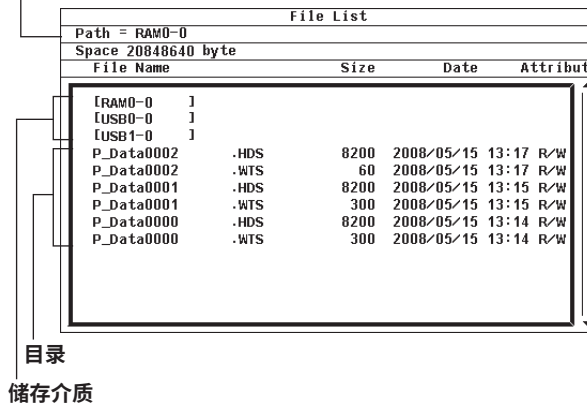 File List
Path = RAM0-0
Space 20848640 byte
File Name Size Date Attribut
[RAM0-0 ]
[USB0-0 ]
[USB1-0 ]
P_Data0002 .HDS 8200 2008/05/15 13:17 R/W
P_Data0002 .WTS 60 2008/05/15 13:17 R/W
P_Data0001 .HDS 8200 2008/05/15 13:15 R/W
P_Data0001 .WTS 300 2008/05/15 13:15 R/W
P_Data0000 .HDS 8200 2008/05/15 13:14 R/W
P_Data0000 .WTS 300 2008/05/15 13:14 R/W
目录
储存介质